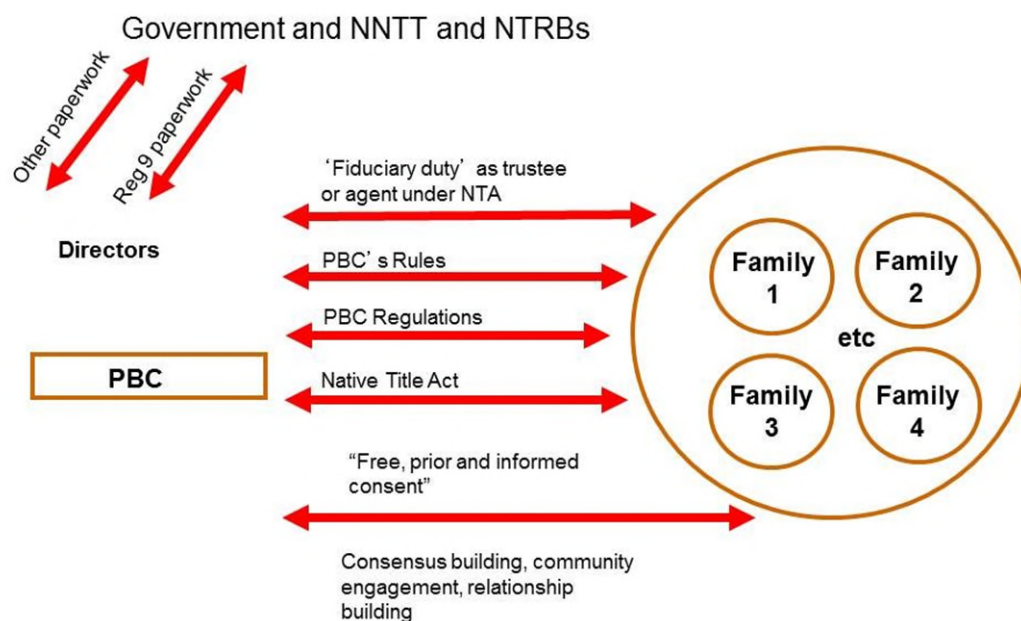 Government and NNTT and NTRBs
Other paperwork
Reg 9 paperwork
‘Fiduciary duty’ as trustee
or agent under NTA
Directors
PBC’s Rules
PBC Regulations
PBC
Native Title Act
“Free, prior and informed
consent”
Consensus building, community
engagement, relationship
building
Family
1
Family
2
etc
Family
3
Family
4